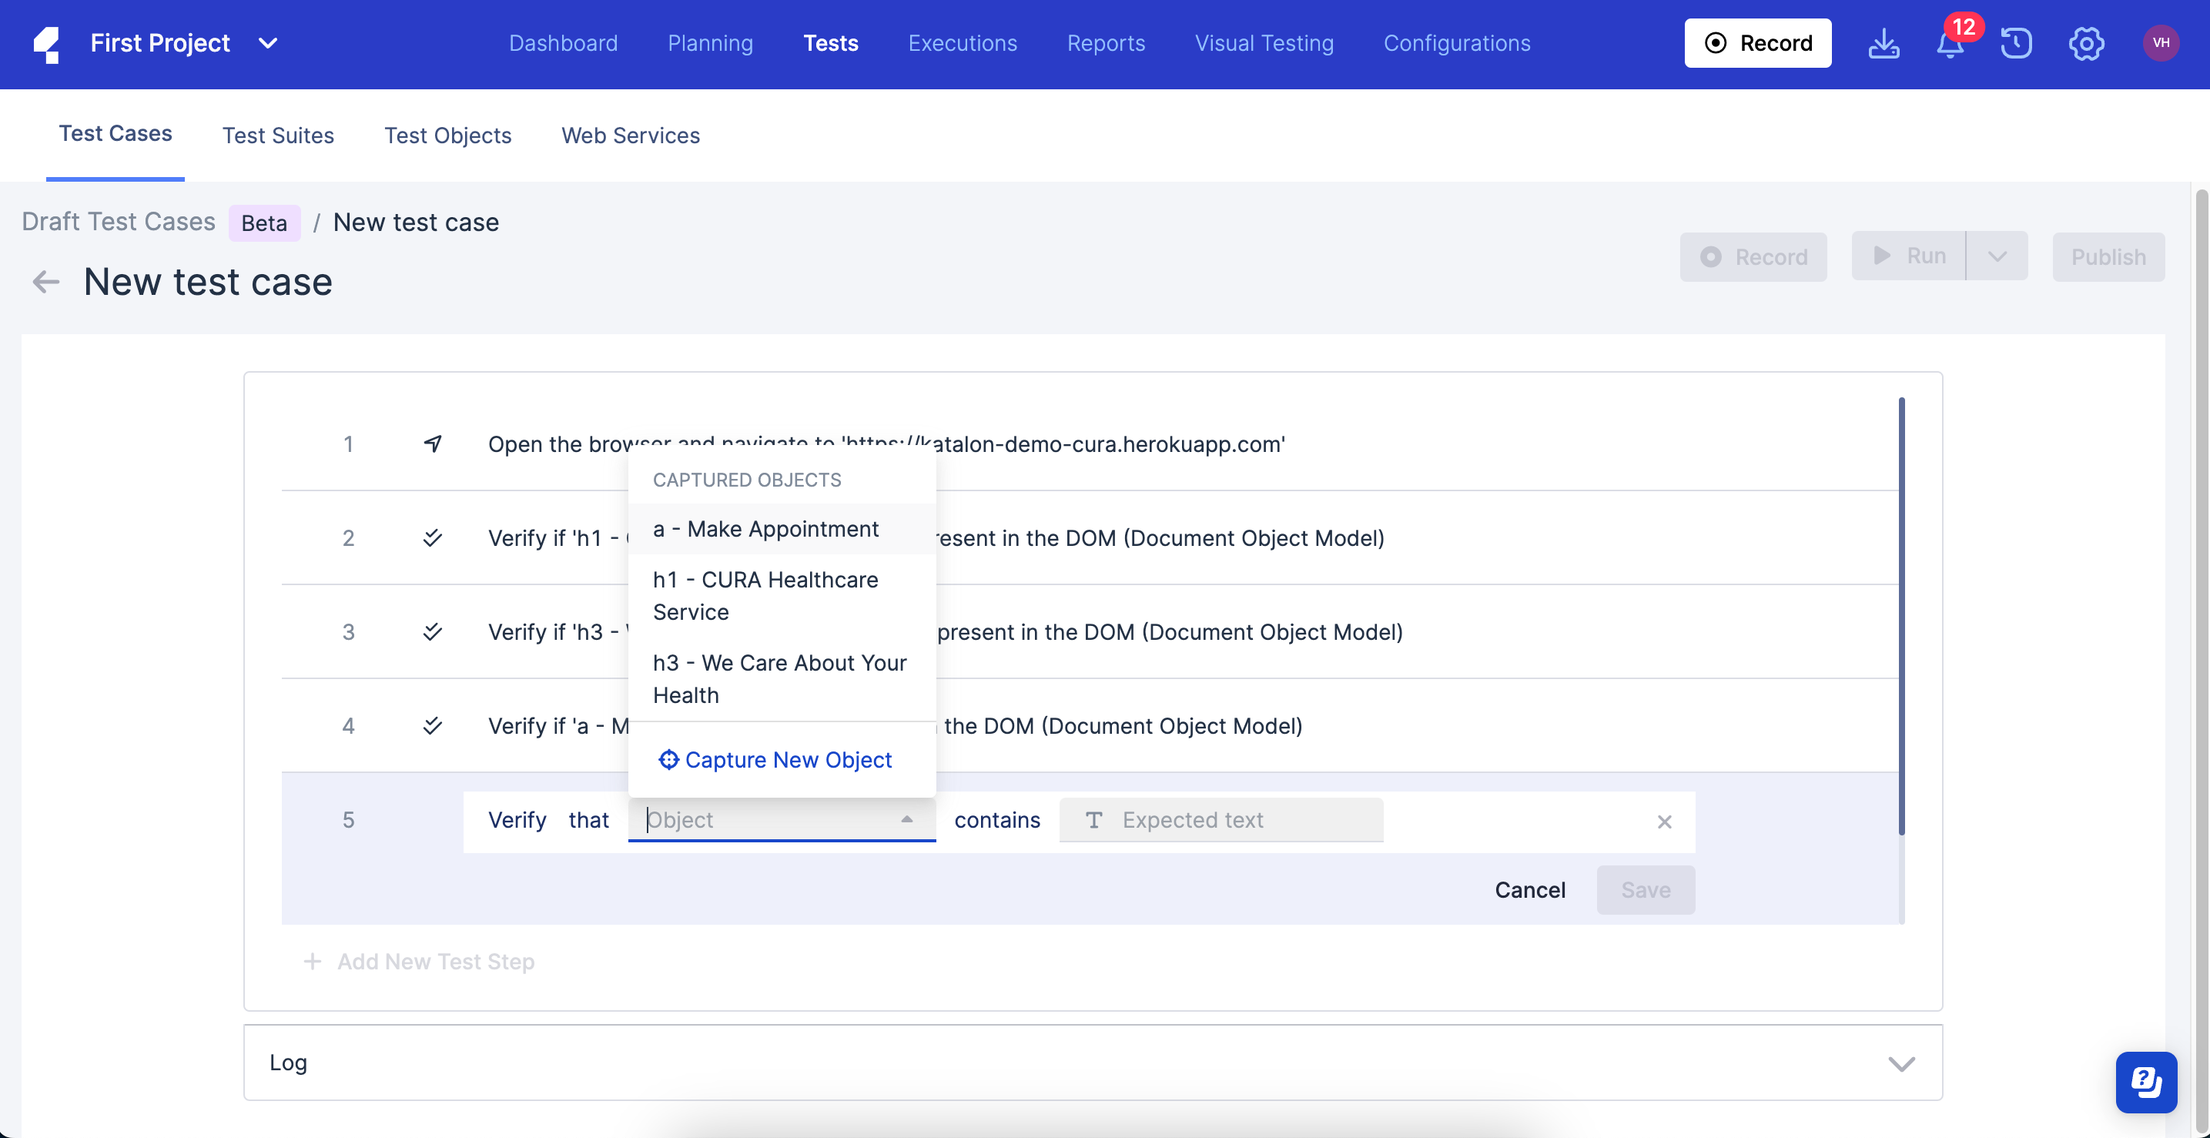 First Project
Dashboard Planning Tests Executions Reports Visual Testing Configurations
Record
12
VH
Test Cases Test Suites Test Objects Web Services
Draft Test Cases Beta / New test case
New test case
Record Run Publish
1 Open the browser and navigate to 'https://katalon-demo-cura.herokuapp.com'
CAPTURED OBJECTS
a - Make Appointment
2 Verify if 'h1 - present in the DOM (Document Object Model)
h1 - CURA Healthcare
Service
3 Verify if 'h3 - present in the DOM (Document Object Model)
h3 - We Care About Your
Health
4 Verify if 'a - M the DOM (Document Object Model)
Capture New Object
5 Verify that Object contains T Expected text
Cancel Save
+ Add New Test Step
Log